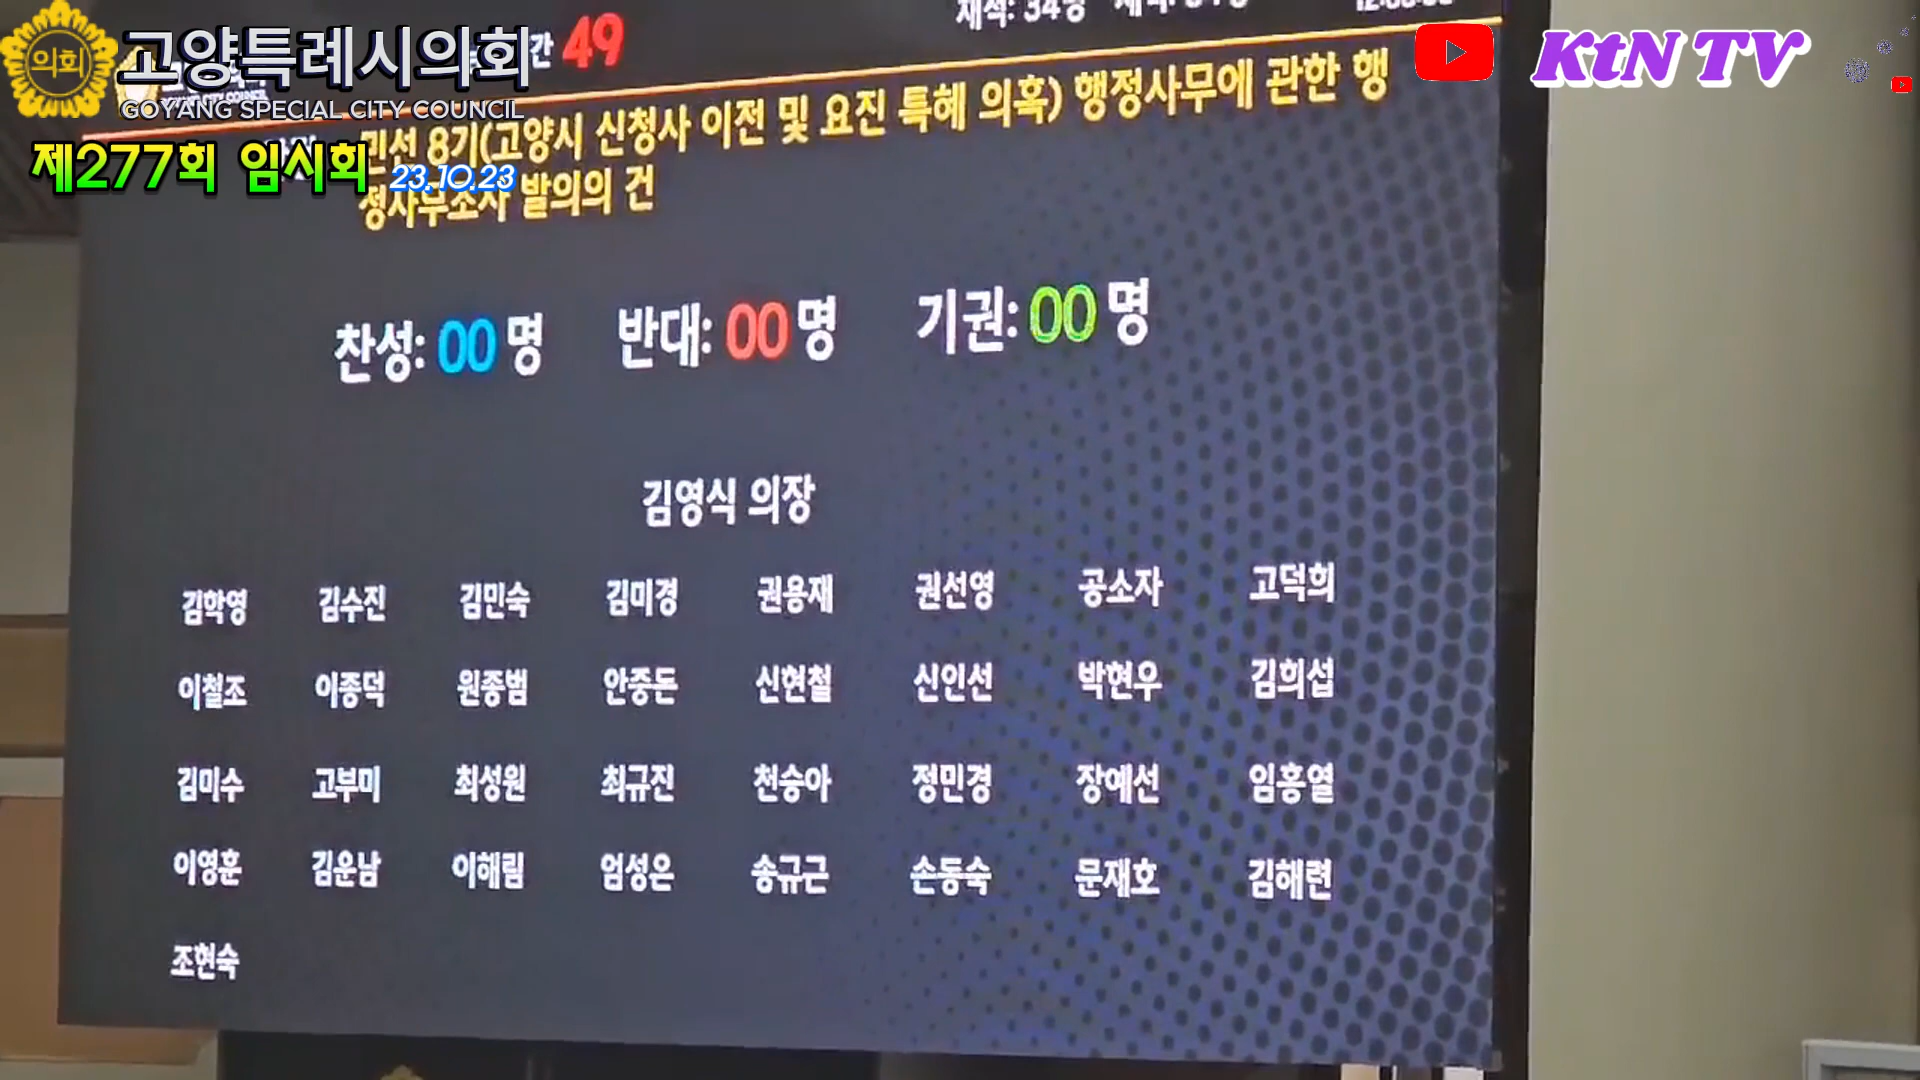 의회
고양특례시의회
간 49
재석: 34명
GOYANG SPECIAL CITY COUNCIL
KtN TV
민선 8기(고양시 신청사 이전 및 요진 특혜 의혹) 행정사무에 관한 행
정사무조사 발의의 건
제277회 임시회 23.10.23
찬성: 00 명 반대: 00 명 기권: 00 명
김영식 의장
김학영 김수진 김민숙 김미경 권용재 권선영 공소자 고덕희
이철조 이종덕 원종범 안중돈 신현철 신인선 박현우 김희섭
김미수 고부미 최성원 최규진 천승아 정민경 장예선 임홍열
이영훈 김운남 이해림 엄성은 송규근 손동숙 문재호 김해련
조현숙